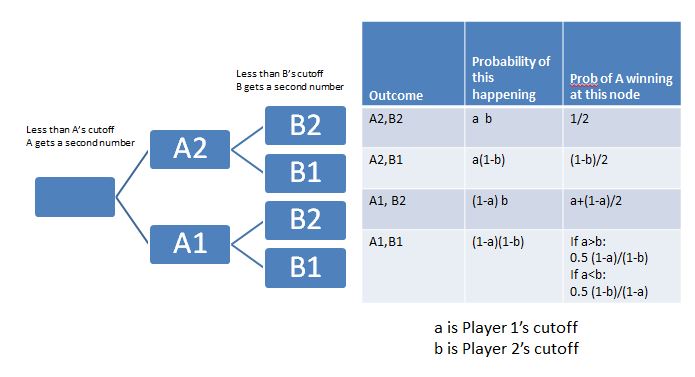 Less than B's cutoff
B gets a second number
Less than A's cutoff
A gets a second number
A2
B2
B1
A1
B2
B1
Outcome
Probability of
this
happening
Prob of A winning
at this node
A2,B2
a b
1/2
A2,B1
a(1-b)
(1-b)/2
A1, B2
(1-a) b
a+(1-a)/2
A1,B1
(1-a)(1-b)
If a>b:
0.5 (1-a)/(1-b)
If a<b:
0.5 (1-b)/(1-a)
a is Player 1's cutoff
b is Player 2's cutoff